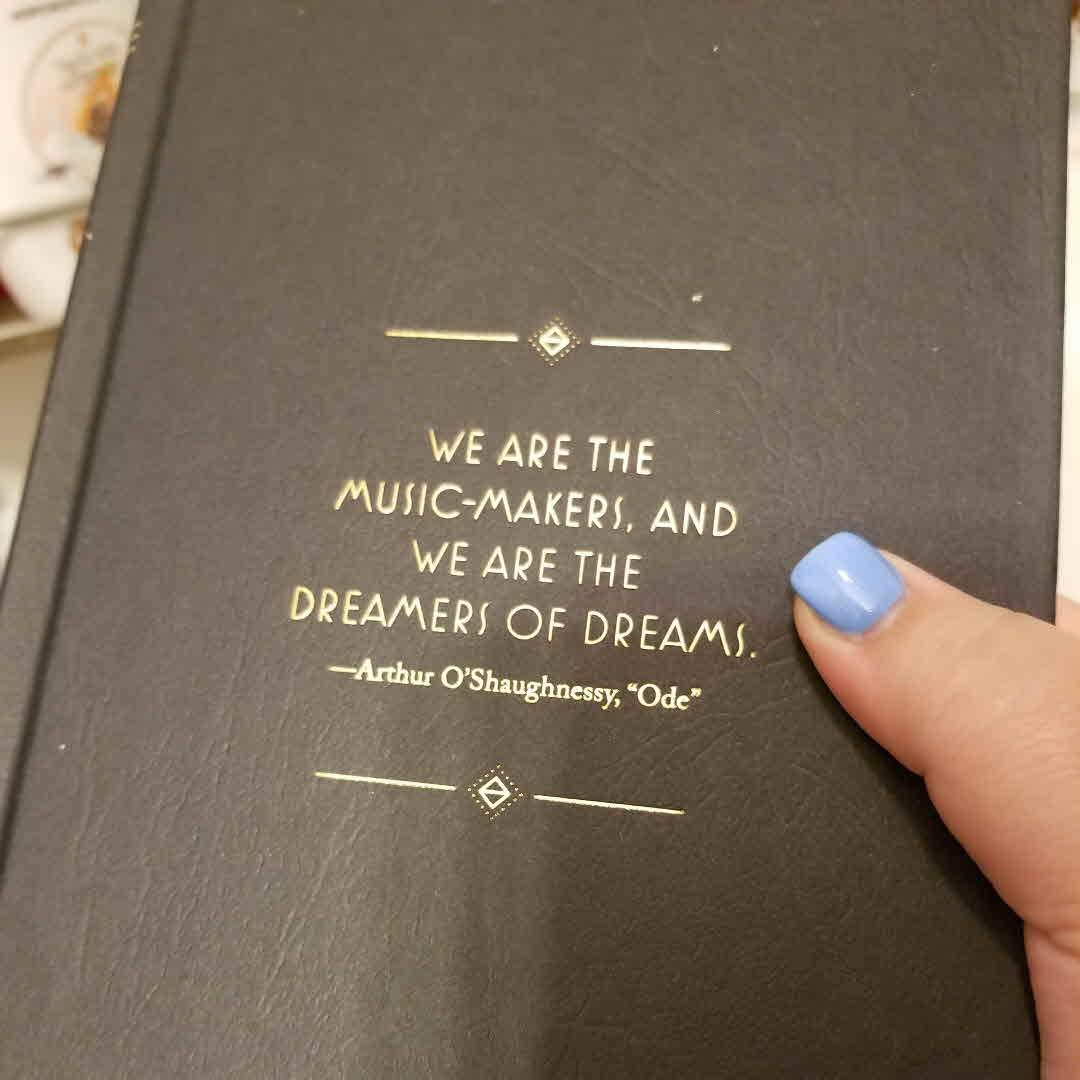 WE ARE THE
MUSIC-MAKERS, AND
WE ARE THE
DREAMERS OF DREAMS.
—Arthur O'Shaughnessy, “Ode”